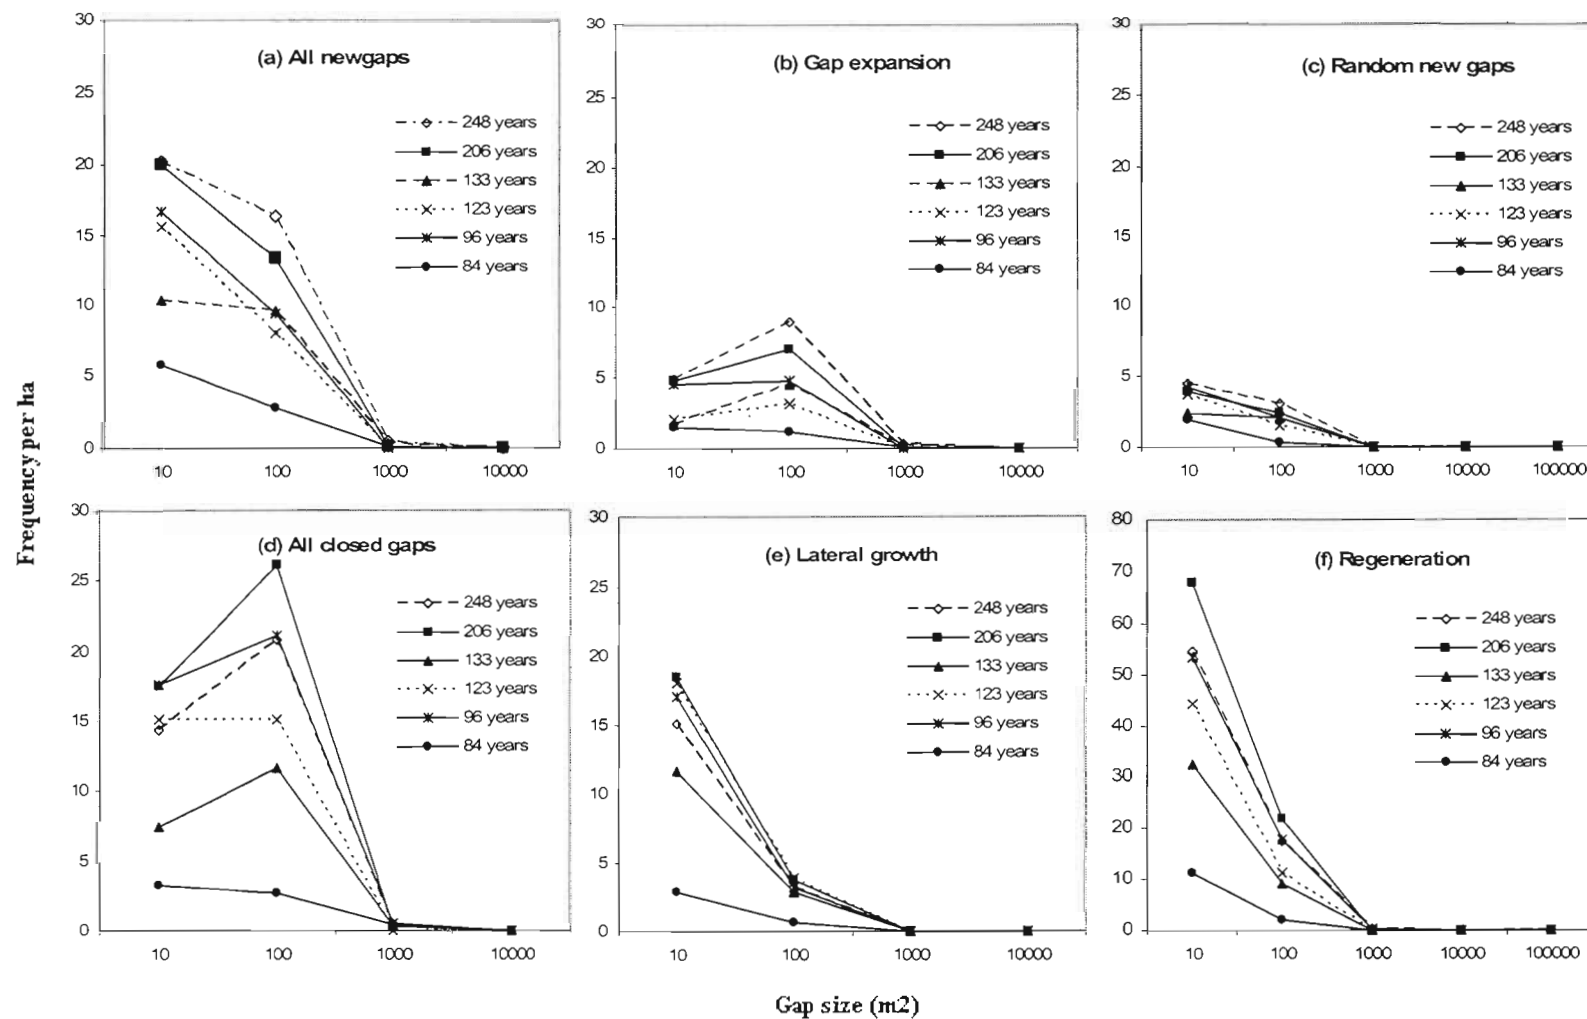 Frequency per ha
(a) All newgaps
30
25
20
15
10
5
0
10 100 1000 10000
248 years
206 years
133 years
123 years
96 years
84 years
(b) Gap expansion
30
25
20
15
10
5
0
10 100 1000 10000
248 years
206 years
133 years
123 years
96 years
84 years
(c) Random new gaps
30
25
20
15
10
5
0
10 100 1000 10000 100000
248 years
206 years
133 years
123 years
96 years
84 years
(d) All closed gaps
30
25
20
15
10
5
0
10 100 1000 10000
248 years
206 years
133 years
123 years
96 years
84 years
(e) Lateral growth
30
25
20
15
10
5
0
10 100 1000 10000
248 years
206 years
133 years
123 years
96 years
84 years
(f) Regeneration
80
70
60
50
40
30
20
10
0
10 100 1000 10000 100000
248 years
206 years
133 years
123 years
96 years
84 years
Gap size (m2)